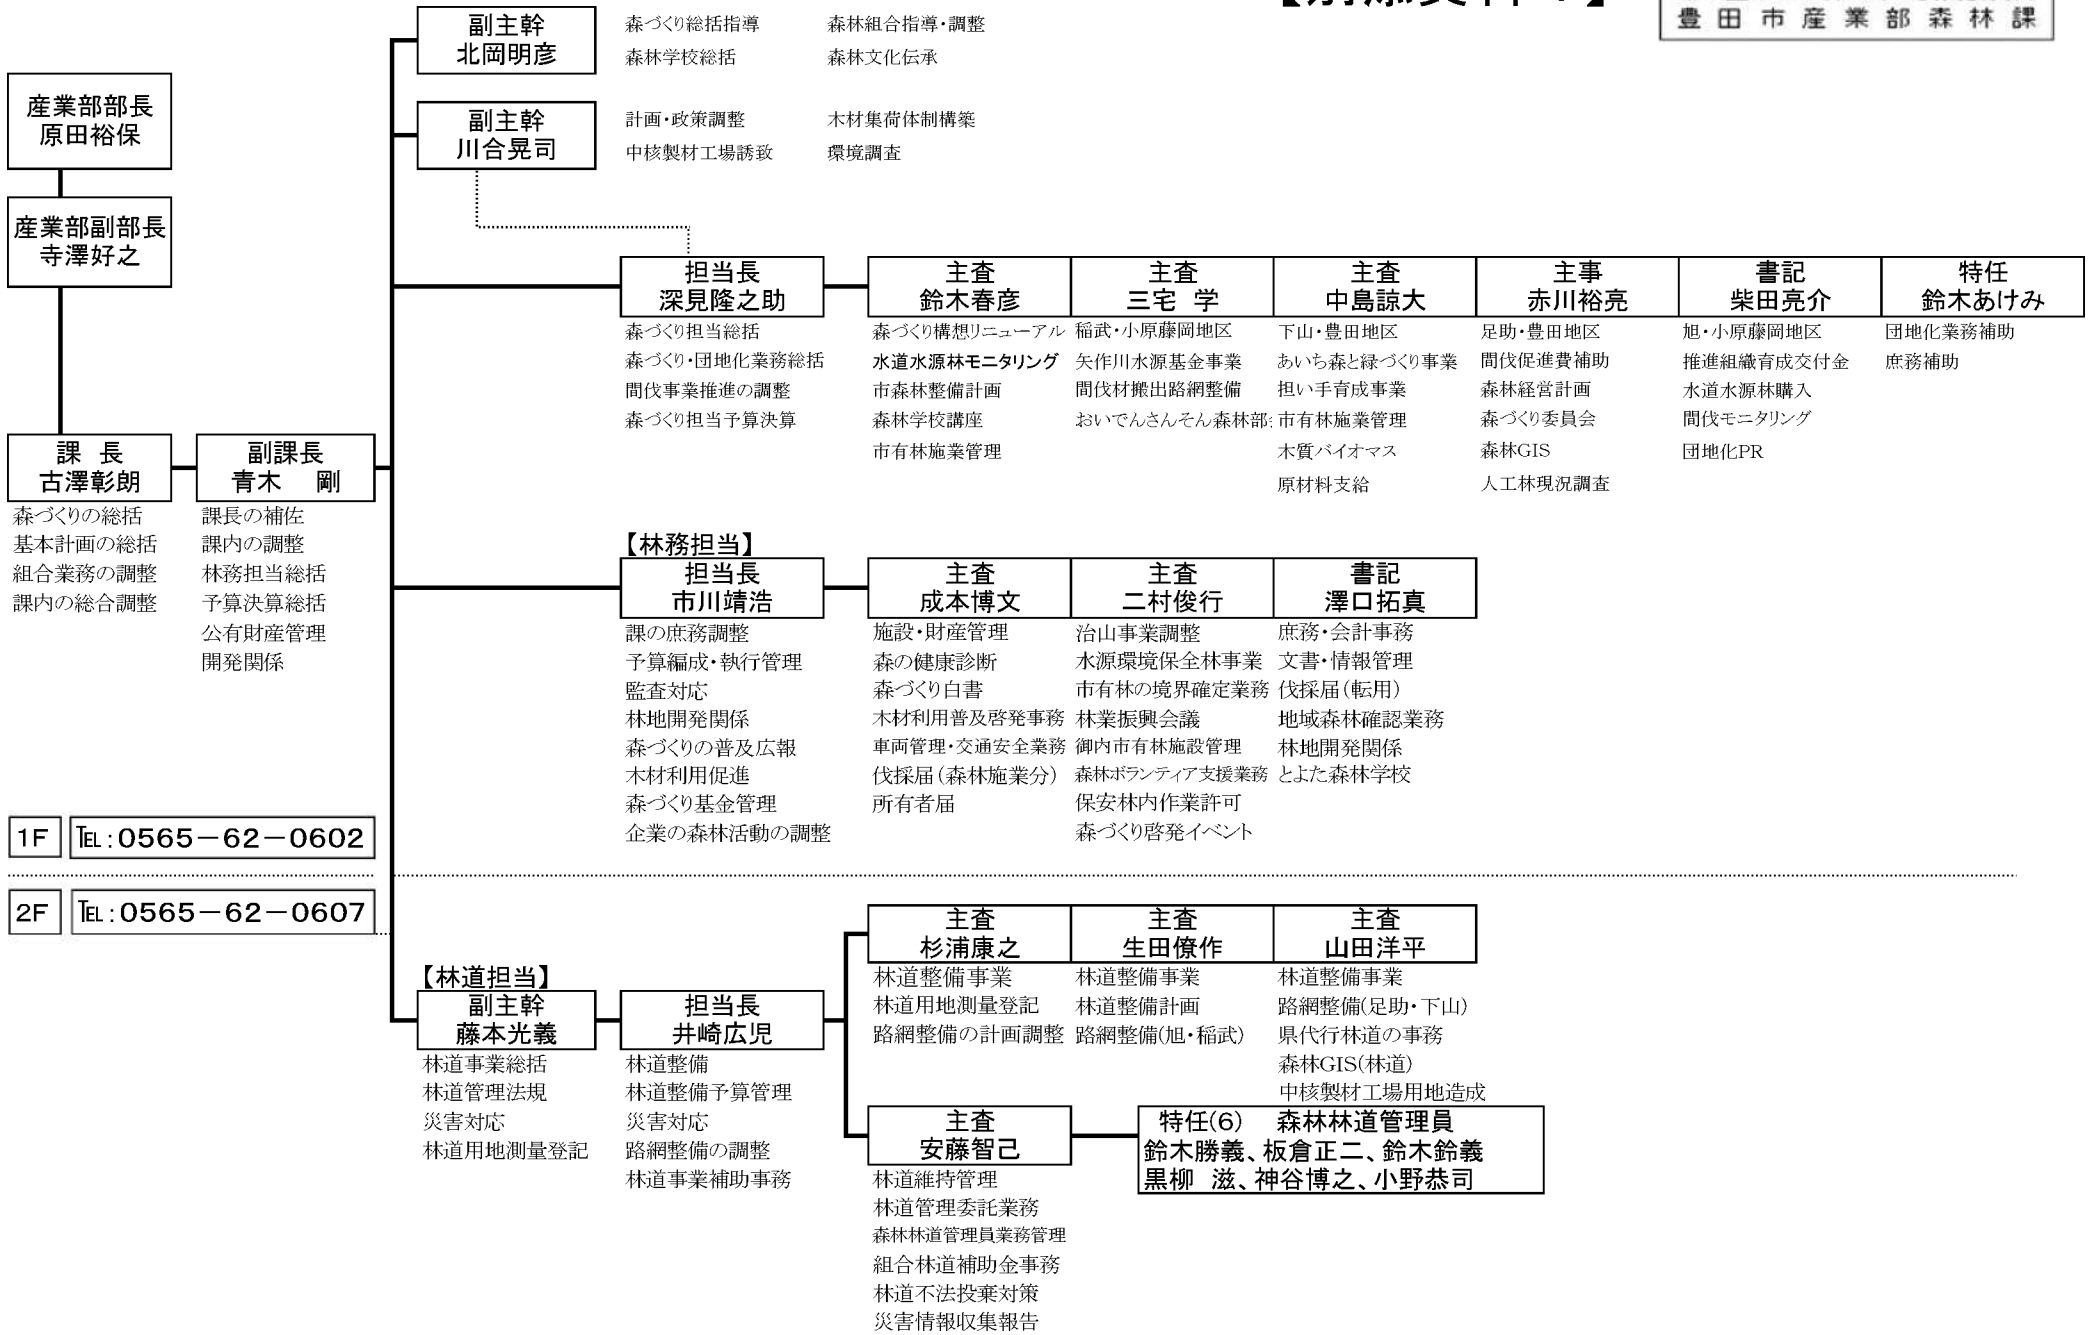 豊田市産業部森林課
副主幹
北岡明彦
森づくり総括指導 森林組合指導・調整
森林学校総括 森林文化伝承
産業部部長
原田裕保
副主幹
川合晃司
計画・政策調整 木材集荷体制構築
中核製材工場誘致 環境調査
産業部副部長
寺澤好之
担当長
深見隆之助
森づくり担当総括
森づくり・団地化業務総括
間伐事業推進の調整
森づくり担当予算決算
主査
鈴木春彦
森づくり構想リニューアル
水道水源林モニタリング
市森林整備計画
森林学校講座
市有林施業管理
主査
三宅 学
稲武・小原藤岡地区
矢作川水源基金事業
間伐材搬出路網整備
おいでんさんそん森林部
主査
中島諒大
下山・豊田地区
あいち森と緑づくり事業
担い手育成事業
市有林施業管理
木質バイオマス
原材料支給
主事
赤川裕亮
足助・豊田地区
間伐促進費補助
森林経営計画
森づくり委員会
森林GIS
人工林現況調査
書記
柴田亮介
旭・小原藤岡地区
推進組織育成交付金
水道水源林購入
間伐モニタリング
団地化PR
特任
鈴木あけみ
団地化業務補助
庶務補助
課 長
古澤彰朗
森づくりの総括
基本計画の総括
組合業務の調整
課内の総合調整
副課長
青木 剛
課長の補佐
課内の調整
林務担当総括
予算決算総括
公有財産管理
開発関係
【林務担当】
担当長
市川靖浩
課の庶務調整
予算編成・執行管理
監査対応
林地開発関係
森づくりの普及広報
木材利用促進
森づくり基金管理
企業の森林活動の調整
主査
成本博文
施設・財産管理
森の健康診断
森づくり白書
木材利用普及啓発事務
車両管理・交通安全業務
伐採届(森林施業分)
所有者届
主査
二村俊行
治山事業調整
水源環境保全林事業
市有林の境界確定業務
林業振興会議
御内市有林施設管理
森林ボランティア支援業務
保安林内作業許可
森づくり啓発イベント
書記
澤口拓真
庶務・会計事務
文書・情報管理
伐採届(転用)
地域森林確認業務
林地開発関係
とよた森林学校
1F ℡:0565-62-0602
2F ℡:0565-62-0607
【林道担当】
副主幹
藤本光義
林道事業総括
林道管理法規
災害対応
林道用地測量登記
担当長
井崎広児
林道整備
林道整備予算管理
災害対応
路網整備の調整
林道事業補助事務
主査
杉浦康之
林道整備事業
林道用地測量登記
路網整備の計画調整
主査
生田僚作
林道整備事業
林道整備計画
路網整備(旭・稲武)
主査
山田洋平
林道整備事業
路網整備(足助・下山)
県代行林道の事務
森林GIS(林道)
中核製材工場用地造成
主査
安藤智己
林道維持管理
林道管理委託業務
森林林道管理員業務管理
組合林道補助金事務
林道不法投棄対策
災害情報収集報告
特任(6) 森林林道管理員
鈴木勝義、板倉正二、鈴木鈴義
黒柳 滋、神谷博之、小野恭司